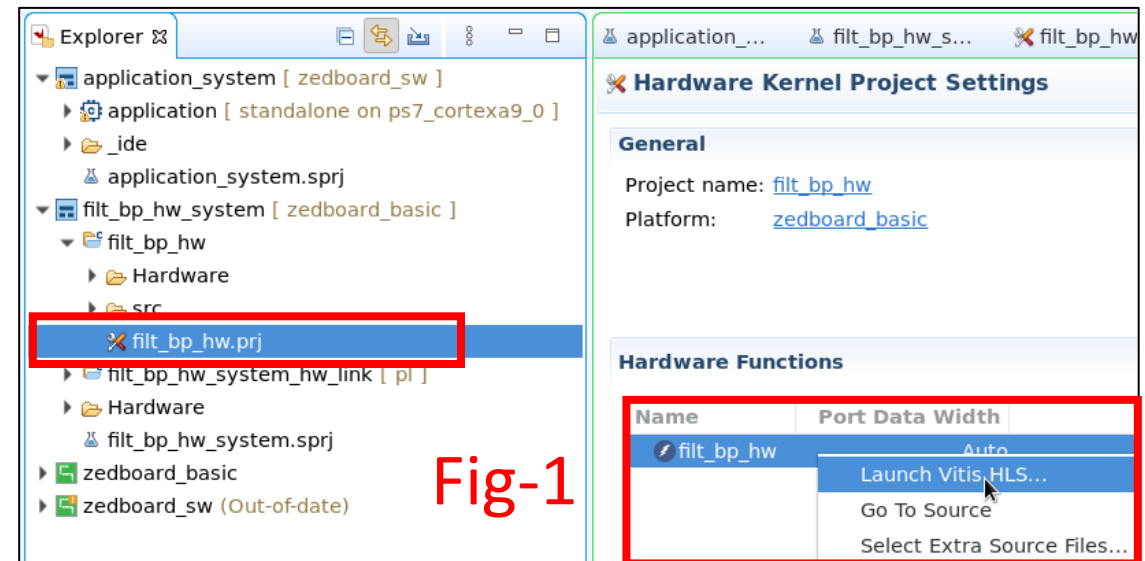 Explorer
application_system [ zedboard_sw ]
application [ standalone on ps7_cortexa9_0 ]
_ide
application_system.sprj
filt_bp_hw_system [ zedboard_basic ]
filt_bp_hw
Hardware
src
filt_bp_hw.prj
filt_bp_hw_system_hw_link [ pl ]
Hardware
filt_bp_hw_system.sprj
zedboard_basic
zedboard_sw (Out-of-date)
Fig-1
application_... filt_bp_hw_s... filt_bp_hw
Hardware Kernel Project Settings
General
Project name: filt_bp_hw
Platform: zedboard_basic
Hardware Functions
Name Port Data Width
filt_bp_hw Auto
Launch Vitis HLS...
Go To Source
Select Extra Source Files...